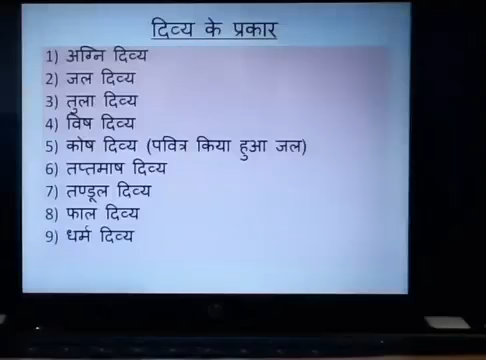 दिव्य के प्रकार
1) अग्नि दिव्य
2) जल दिव्य
3) तुला दिव्य
4) विष दिव्य
5) कोष दिव्य (पवित्र किया हुआ जल)
6) तप्तमाष दिव्य
7) तण्डूल दिव्य
8) फाल दिव्य
9) धर्म दिव्य